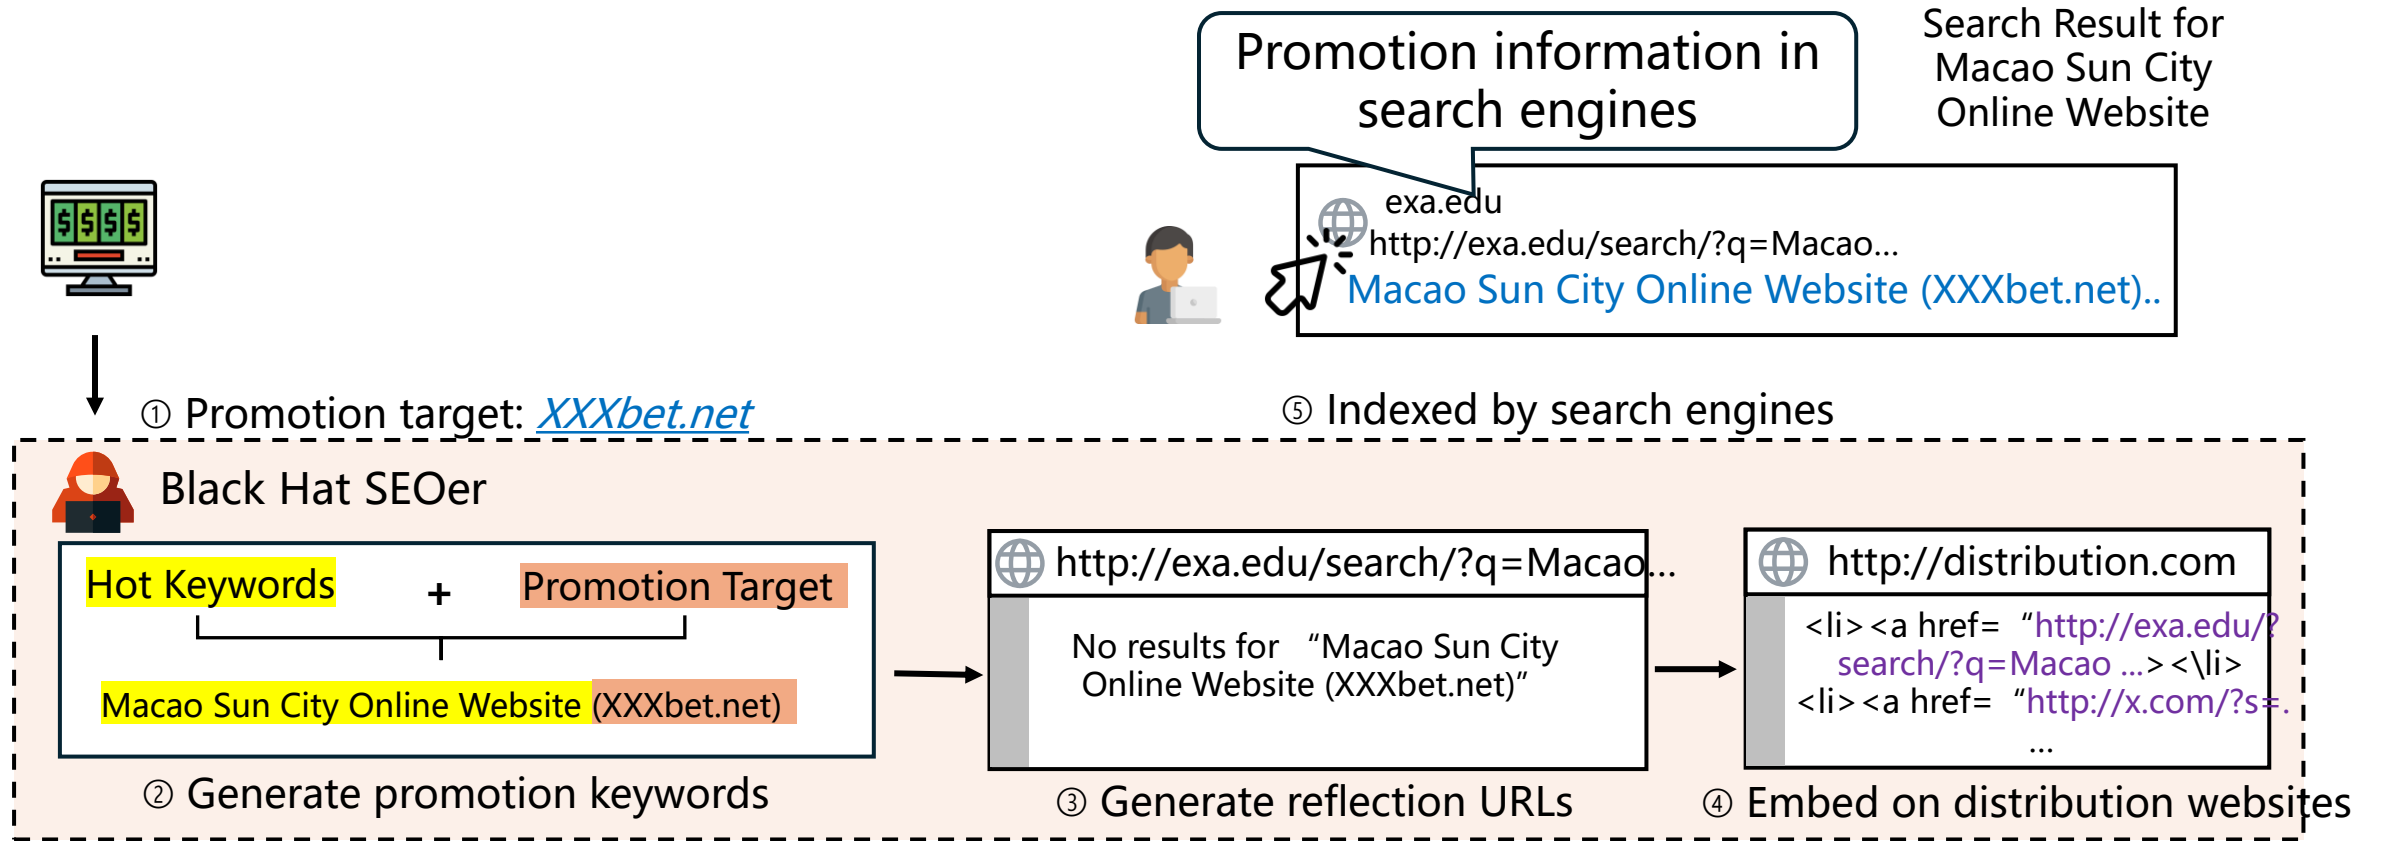 Promotion information in
search engines
Search Result for
Macao Sun City
Online Website
exa.edu
http://exa.edu/search/?q=Macao...
Macao Sun City Online Website (XXXbet.net)..
① Promotion target: XXXbet.net
⑤ Indexed by search engines
Black Hat SEOer
Hot Keywords + Promotion Target
Macao Sun City Online Website (XXXbet.net)
② Generate promotion keywords
http://exa.edu/search/?q=Macao...
No results for “Macao Sun City
Online Website (XXXbet.net)”
③ Generate reflection URLs
http://distribution.com
<li><a href= “http://exa.edu/?
search/?q=Macao ...><\li>
<li><a href= “http://x.com/?s=.
...
④ Embed on distribution websites